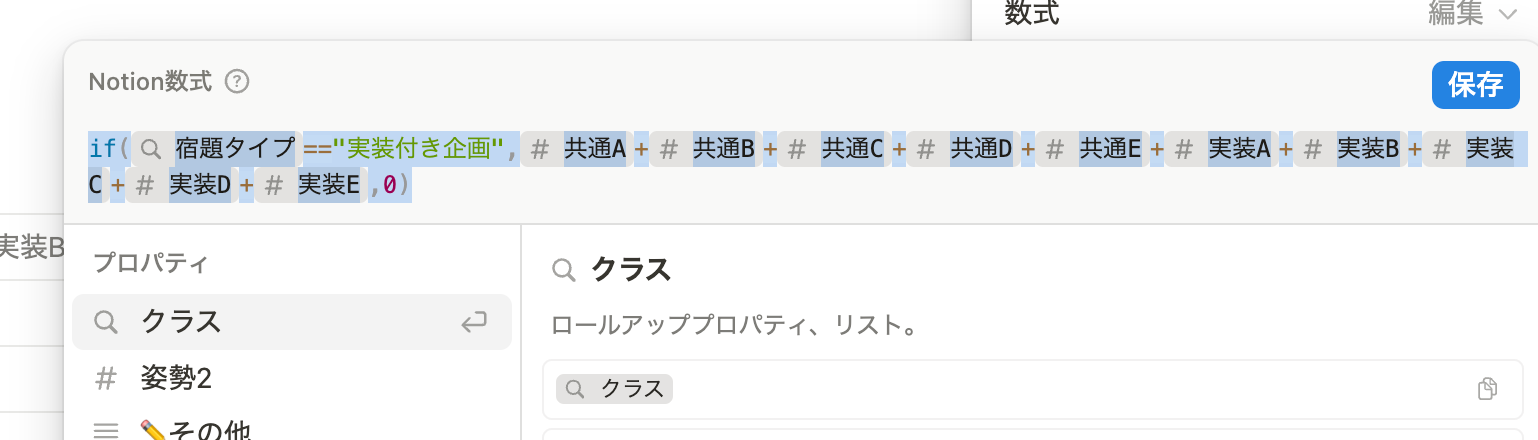 数式 編集
Notion数式 ?
保存
if( 宿題タイプ =="実装付き企画", # 共通A + # 共通B + # 共通C + # 共通D + # 共通E + # 実装A + # 実装B + # 実装
C + # 実装D + # 実装E ,0)
実装B
プロパティ
クラス
# 姿勢2
✏️その他
クラス
ロールアッププロパティ、リスト。
クラス